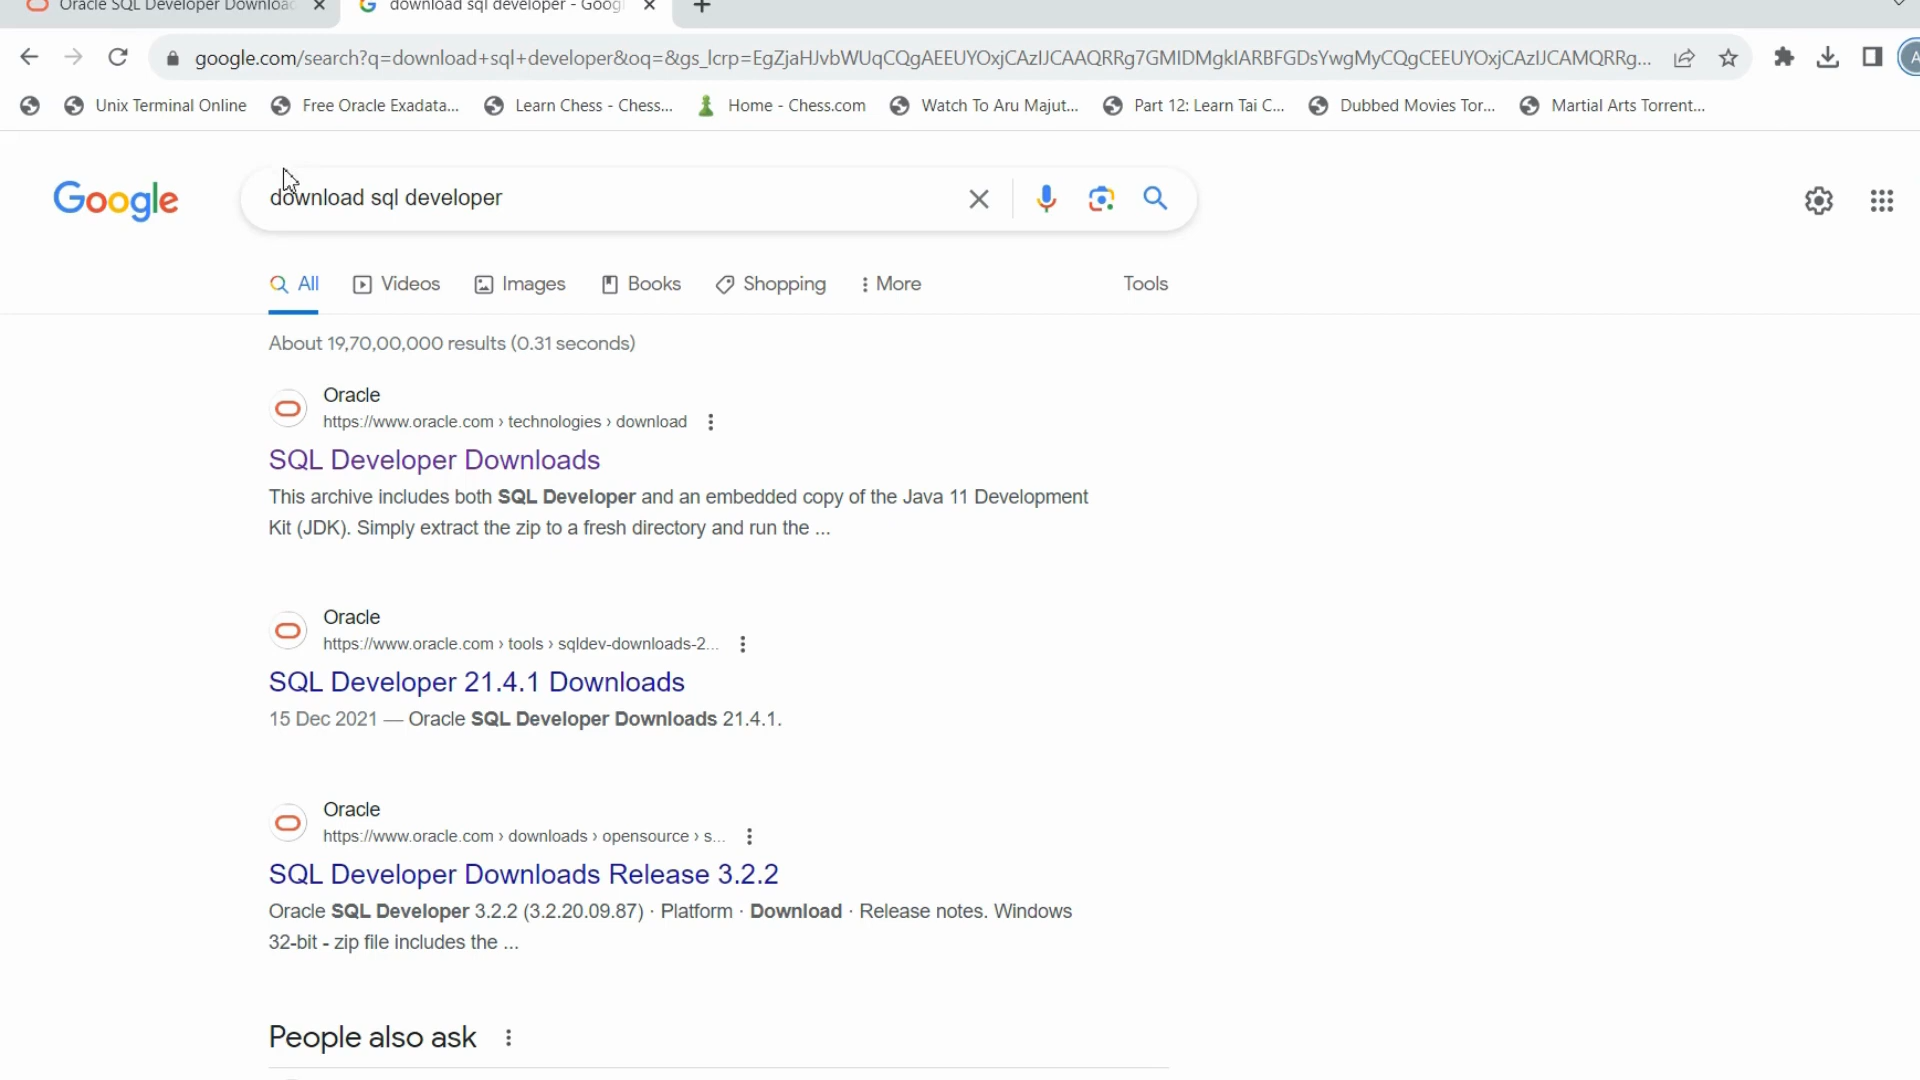 Oracle SQL Developer Downloa
download sql developer - Goog
google.com/search?q=download+sql+developer&oq=&gs_lcrp=EgZjaHJvbWUqCQgAEEUYOxjCAzIJCAAQRRg7GMIDMgkIARBFGDsYwgMyCQgCEEUYOxjCAzIJCAMQRRg...
A
Unix Terminal Online
Free Oracle Exadata...
Learn Chess - Chess...
Home - Chess.com
Watch To Aru Majut...
Part 12: Learn Tai C...
Dubbed Movies Tor...
Martial Arts Torrent...
Google
download sql developer
All
Videos
Images
Books
Shopping
More
Tools
About 19,70,00,000 results (0.31 seconds)
Oracle
https://www.oracle.com › technologies › download
SQL Developer Downloads
This archive includes both SQL Developer and an embedded copy of the Java 11 Development
Kit (JDK). Simply extract the zip to a fresh directory and run the ...
Oracle
https://www.oracle.com › tools › sqldev-downloads-2...
SQL Developer 21.4.1 Downloads
15 Dec 2021 — Oracle SQL Developer Downloads 21.4.1.
Oracle
https://www.oracle.com › downloads › opensource › s...
SQL Developer Downloads Release 3.2.2
Oracle SQL Developer 3.2.2 (3.2.20.09.87) · Platform · Download · Release notes. Windows
32-bit - zip file includes the ...
People also ask